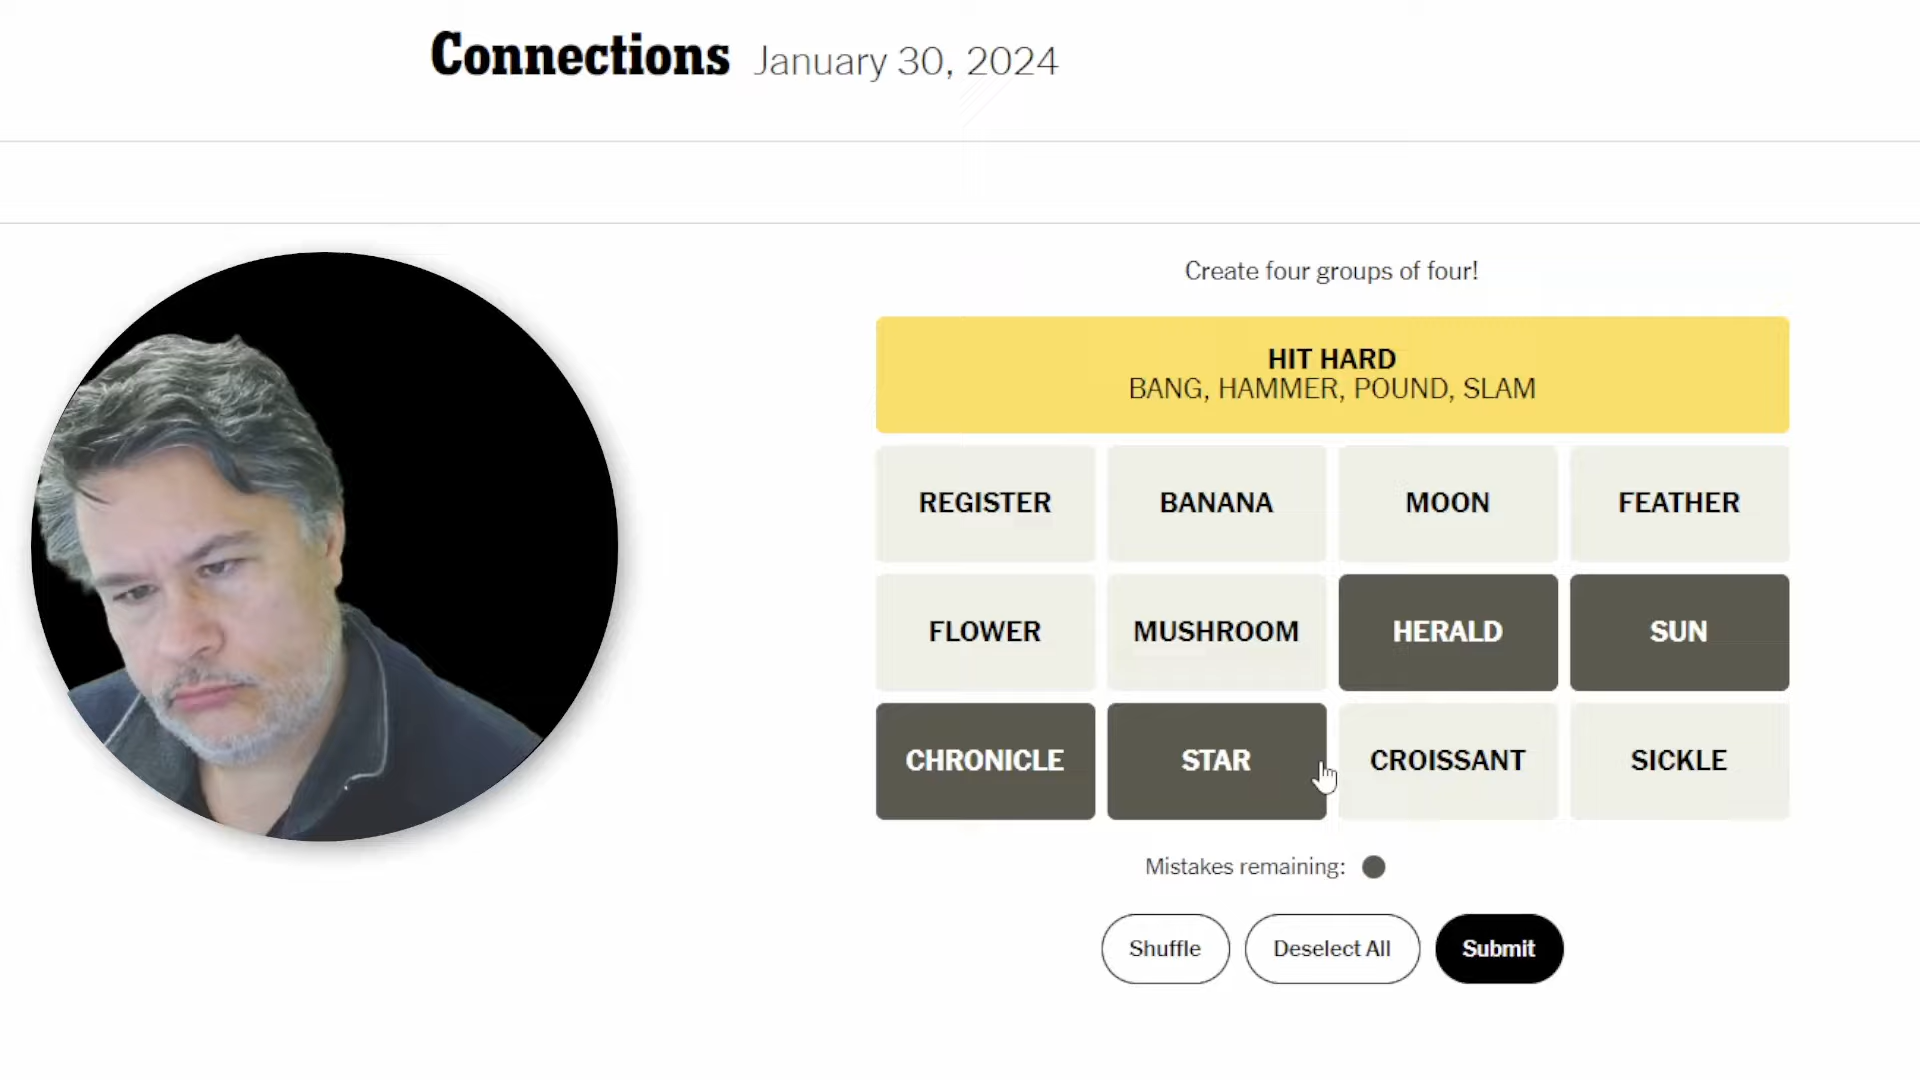 Connections January 30, 2024
Create four groups of four!
HIT HARD
BANG, HAMMER, POUND, SLAM
REGISTER BANANA MOON FEATHER
FLOWER MUSHROOM HERALD SUN
CHRONICLE STAR CROISSANT SICKLE
Mistakes remaining:
Shuffle Deselect All Submit